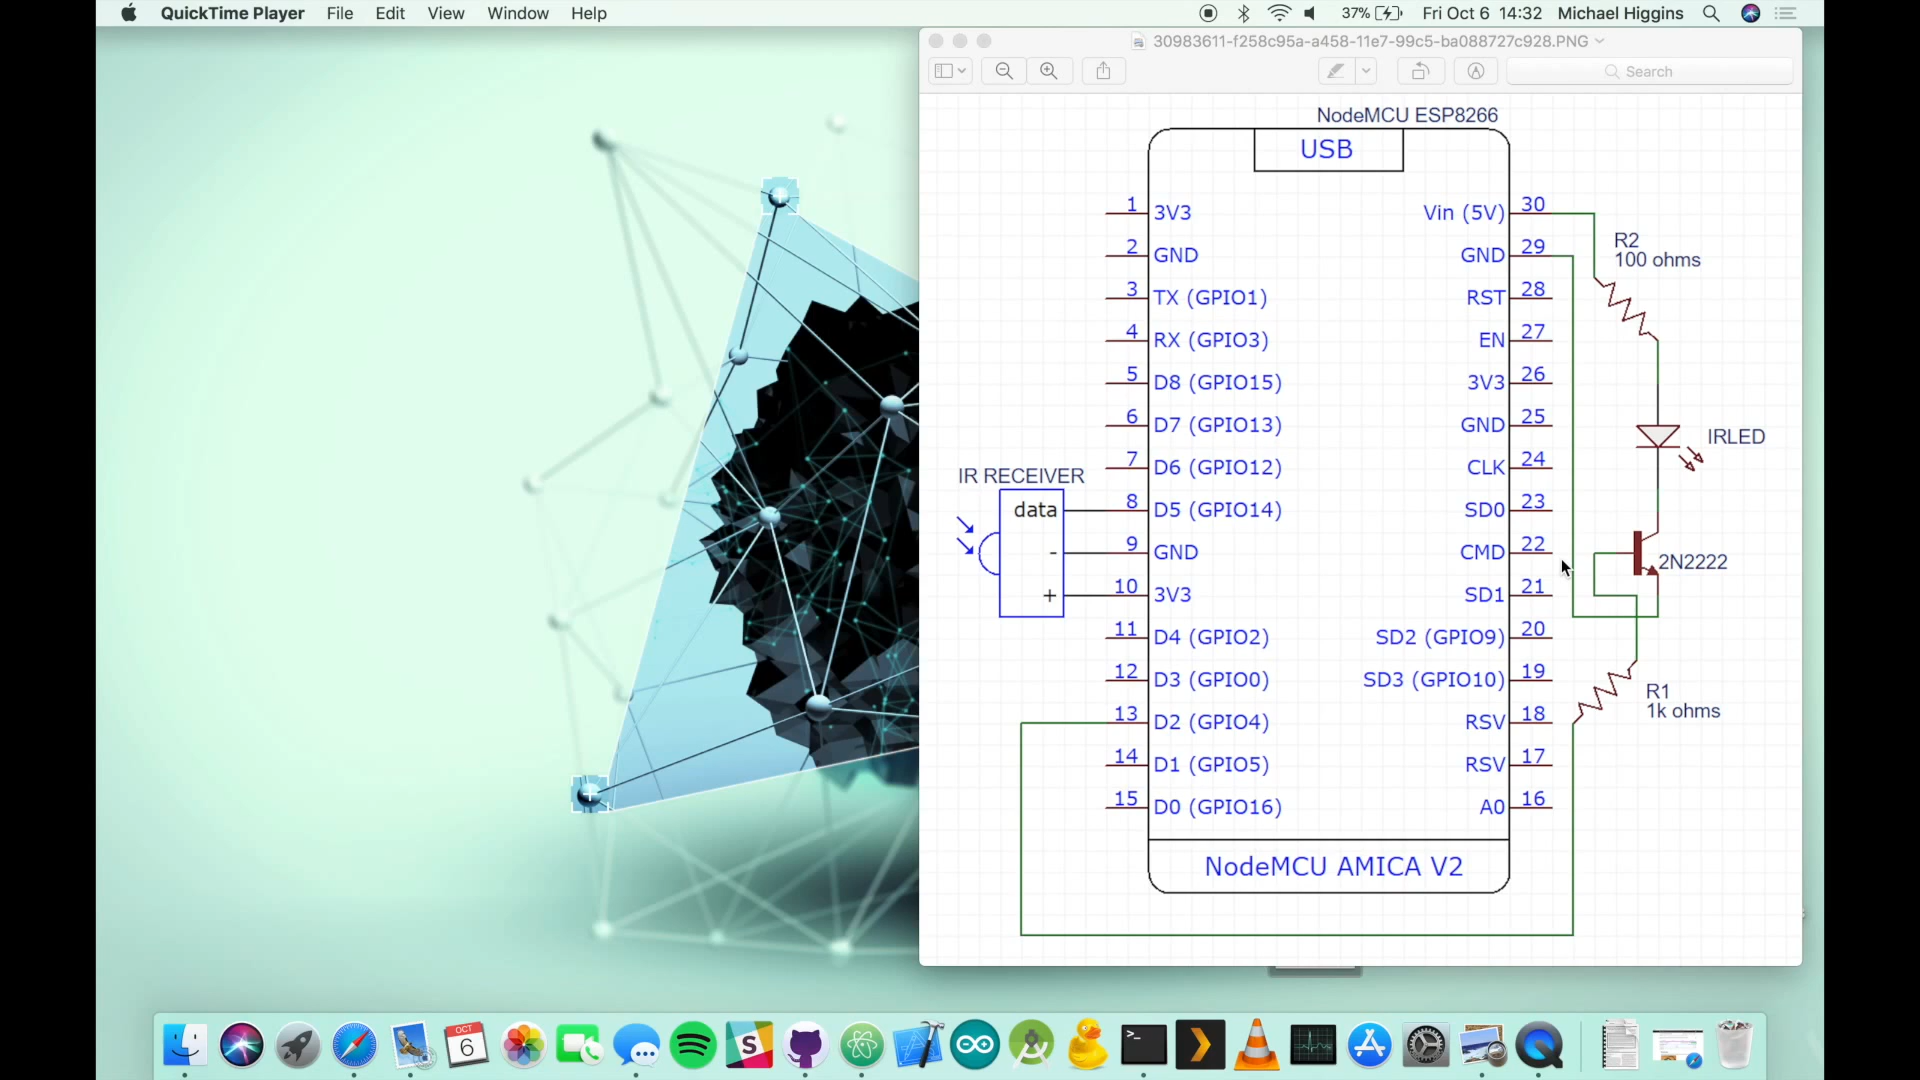 QuickTime Player File Edit View Window Help 37% Fri Oct 6 14:32 Michael Higgins
30983611-f258c95a-a458-11e7-99c5-ba088727c928.PNG
Search
NodeMCU ESP8266
USB
1 3V3 Vin (5V) 30
2 GND GND 29
R2
100 ohms
3 TX (GPIO1) RST 28
4 RX (GPIO3) EN 27
5 D8 (GPIO15) 3V3 26
6 D7 (GPIO13) GND 25
IRLED
7 D6 (GPIO12) CLK 24
IR RECEIVER
data 8 D5 (GPIO14) SD0 23
- 9 GND CMD 22
2N2222
+ 10 3V3 SD1 21
11 D4 (GPIO2) SD2 (GPIO9) 20
12 D3 (GPIO0) SD3 (GPIO10) 19
R1
1k ohms
13 D2 (GPIO4) RSV 18
14 D1 (GPIO5) RSV 17
15 D0 (GPIO16) A0 16
NodeMCU AMICA V2
OCT
6
S